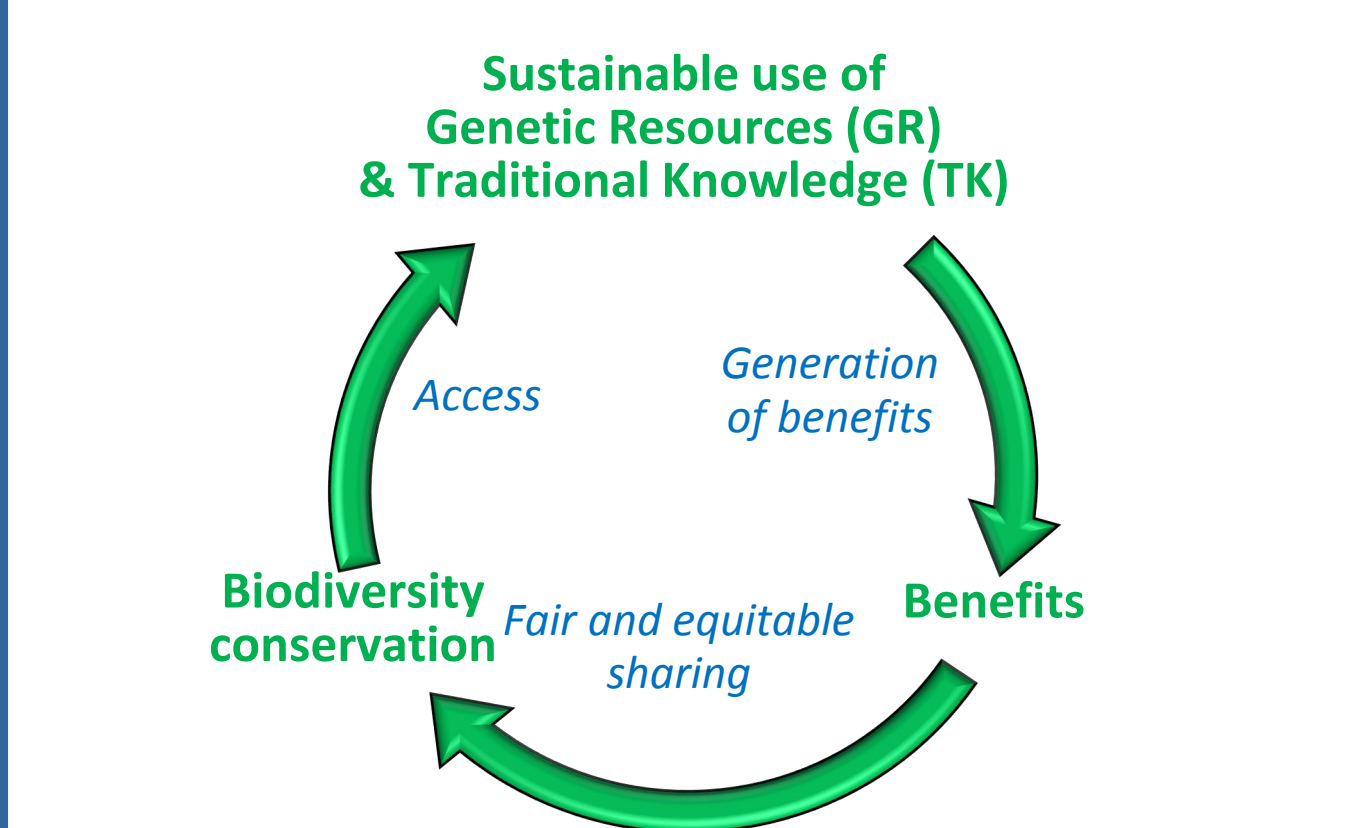 Sustainable use of
Genetic Resources (GR)
& Traditional Knowledge (TK)
Access
Generation
of benefits
Biodiversity
conservation
Fair and equitable
sharing
Benefits